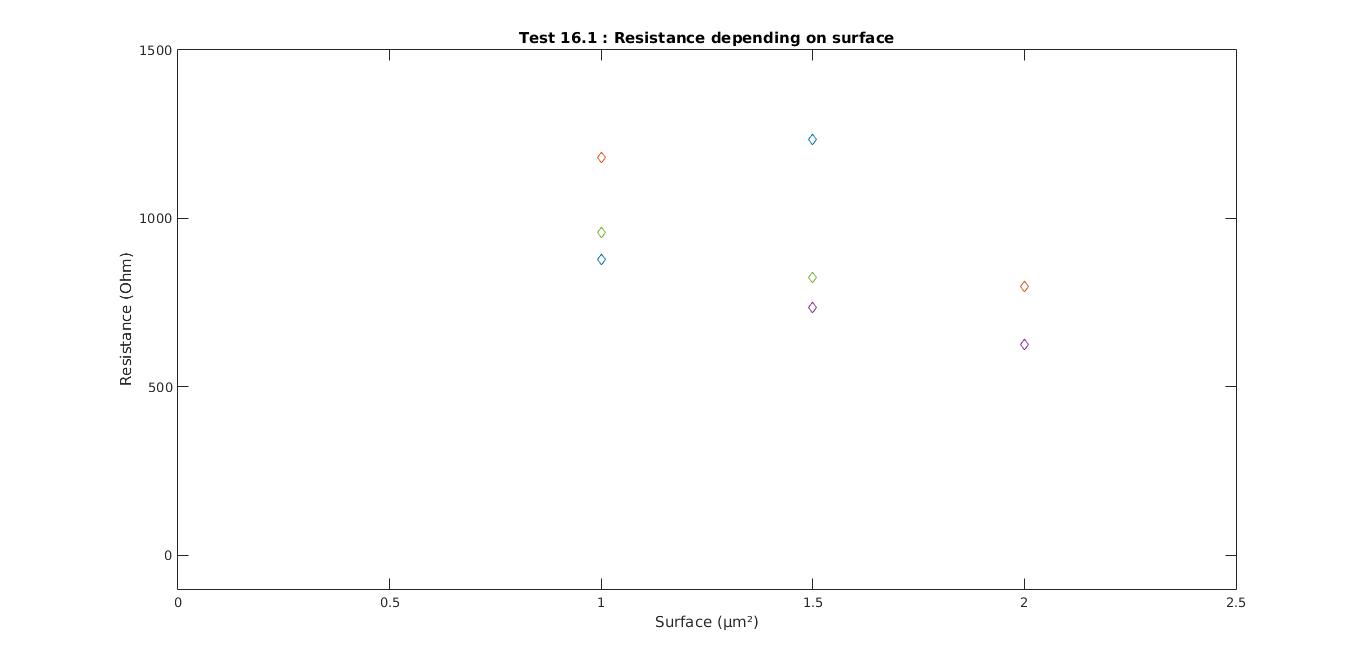 Test 16.1 : Resistance depending on surface
1500
1000
500
0
Resistance (Ohm)
0 0.5 1 1.5 2 2.5
Surface (µm²)